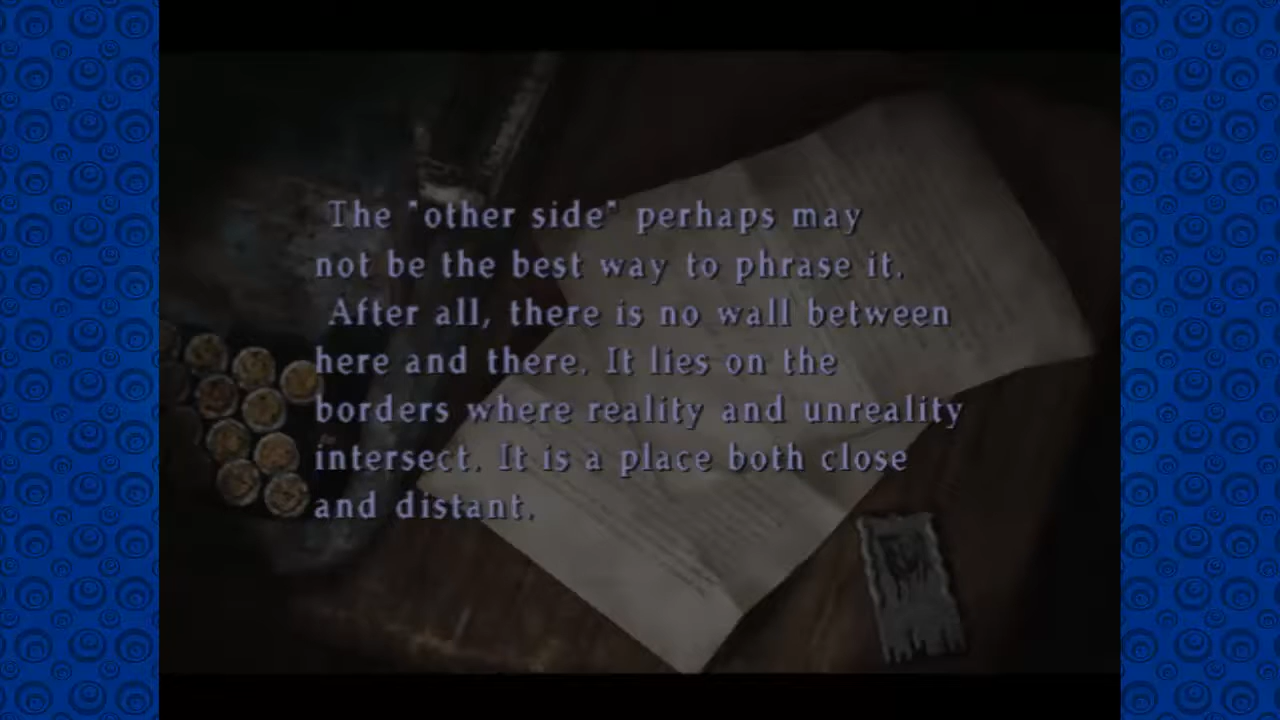 The "other side" perhaps may
not be the best way to phrase it.
After all, there is no wall between
here and there. It lies on the
borders where reality and unreality
intersect. It is a place both close
and distant.